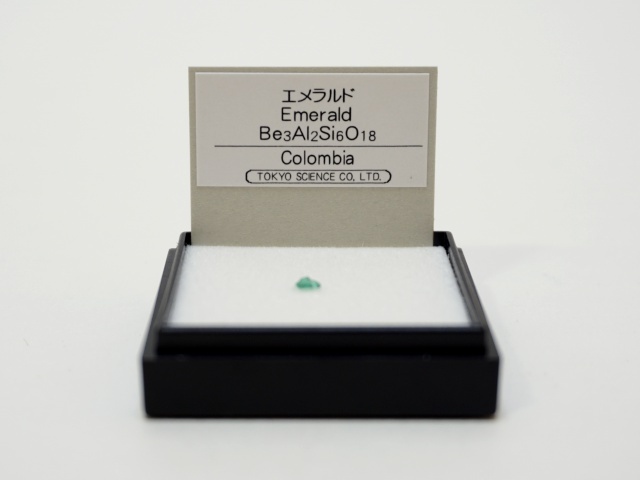 エメラルド
Emerald
Be₃Al₂Si₆O₁₈
Colombia
TOKYO SCIENCE CO, LTD.